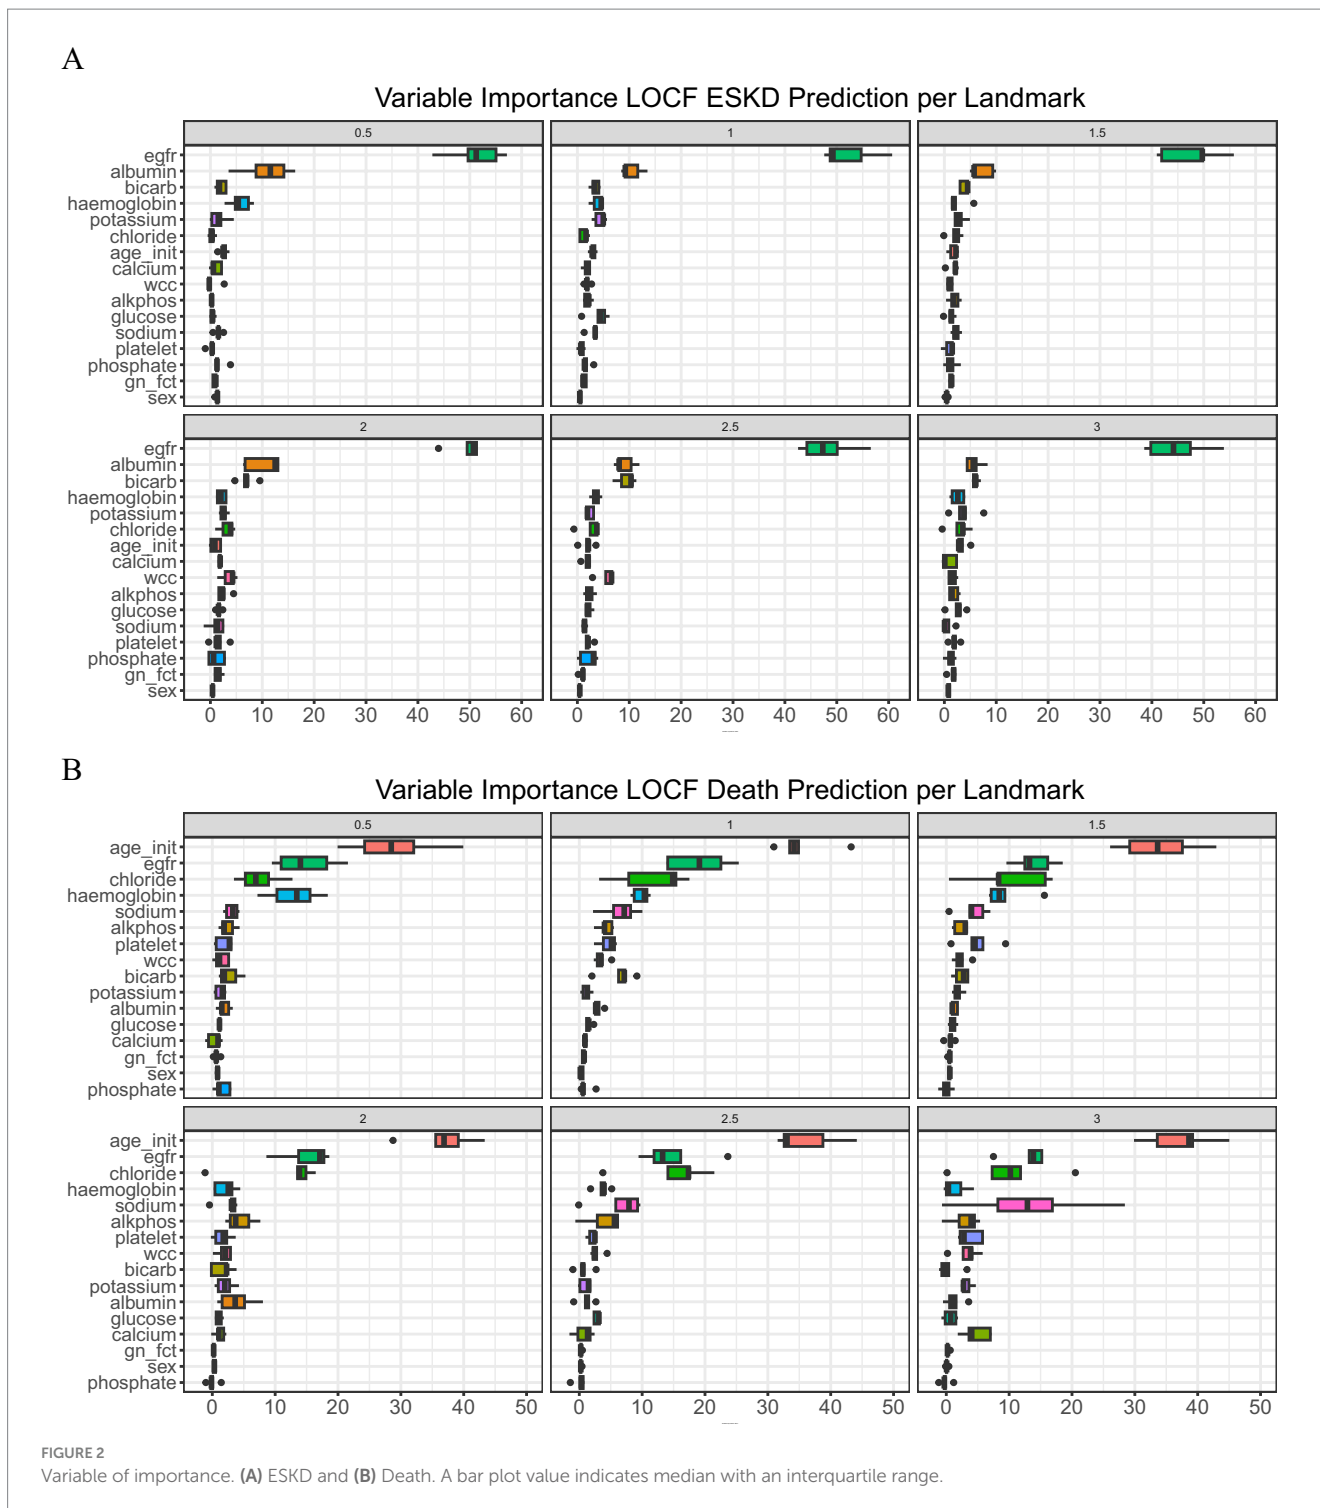 A
Variable Importance LOCF ESKD Prediction per Landmark
0.5 1 1.5
egfr
albumin
bicarb
haemoglobin
potassium
chloride
age_init
calcium
wcc
alkphos
glucose
sodium
platelet
phosphate
gn_fct
sex
2 2.5 3
egfr
albumin
bicarb
haemoglobin
potassium
chloride
age_init
calcium
wcc
alkphos
glucose
sodium
platelet
phosphate
gn_fct
sex
0 10 20 30 40 50 60 0 10 20 30 40 50 60 0 10 20 30 40 50 60
B
Variable Importance LOCF Death Prediction per Landmark
0.5 1 1.5
age_init
egfr
chloride
haemoglobin
sodium
alkphos
platelet
wcc
bicarb
potassium
albumin
glucose
calcium
gn_fct
sex
phosphate
2 2.5 3
age_init
egfr
chloride
haemoglobin
sodium
alkphos
platelet
wcc
bicarb
potassium
albumin
glucose
calcium
gn_fct
sex
phosphate
0 10 20 30 40 50 0 10 20 30 40 50 0 10 20 30 40 50
FIGURE 2
Variable of importance. (A) ESKD and (B) Death. A bar plot value indicates median with an interquartile range.